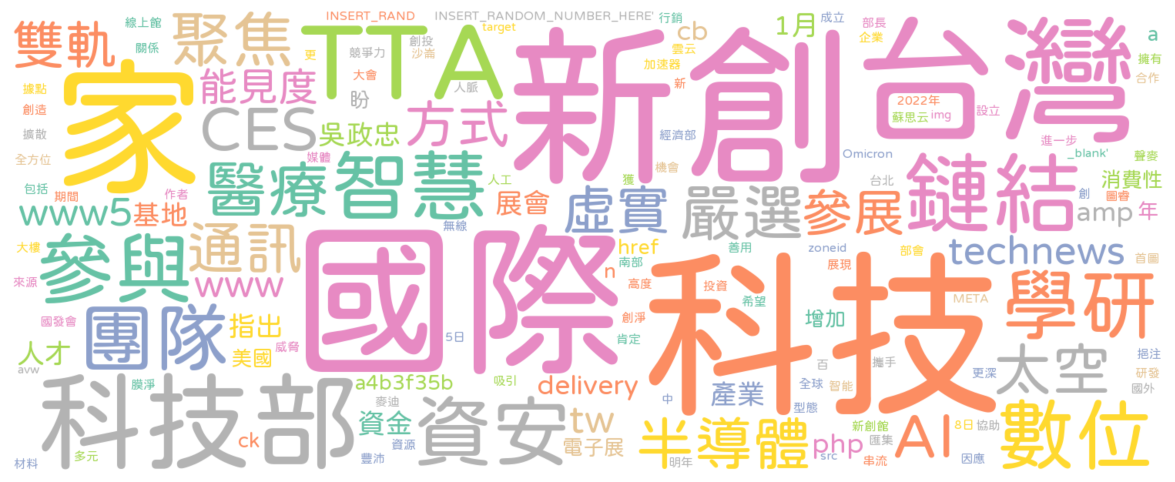 INSERT_RAND
INSERT_RANDOM_NUMBER_HERE'
行銷
成立
部長
線上館
雙軌
聚焦
TTA
更
target
創投
競爭力
沙崙
cb
1月
企業
a
新創
台灣
關係
家
能見度
大會
盼
人脈
雲云
加速器
新
擁有
合作
據點
創造
擴散
CES
吳政忠
方式
2022年
蘇思云
img
設立
經濟部
進一步
全方位
媒體
Omicron
_blank'
聲麥
機會
醫療
智慧
人工
獲
台北
鏈結
消費性
包括
期間
作者
www5
基地
展會
虛實
嚴選
參展
創
圖睿
amp
年
無線
大樓
參與
通訊
href
善用
zoneid
部會
technews
南部
首圖
來源
www
國際
n
高度
展現
投資
科技
META
希望
學研
國發會
團隊
指出
創淨
增加
5日
人才
美國
威脅
肯定
百
攜手
太空
挹注
avw
膜淨
a4b3f35b
吸引
delivery
產業
全球
智能
更深
研發
國外
科技部
麥迪
中
型態
資金
資安
tw
數位
ck
資源
電子展
半導體
php
新創館
匯集
AI
8日
協助
材料
多元
豐沛
明年
src
串流
因應